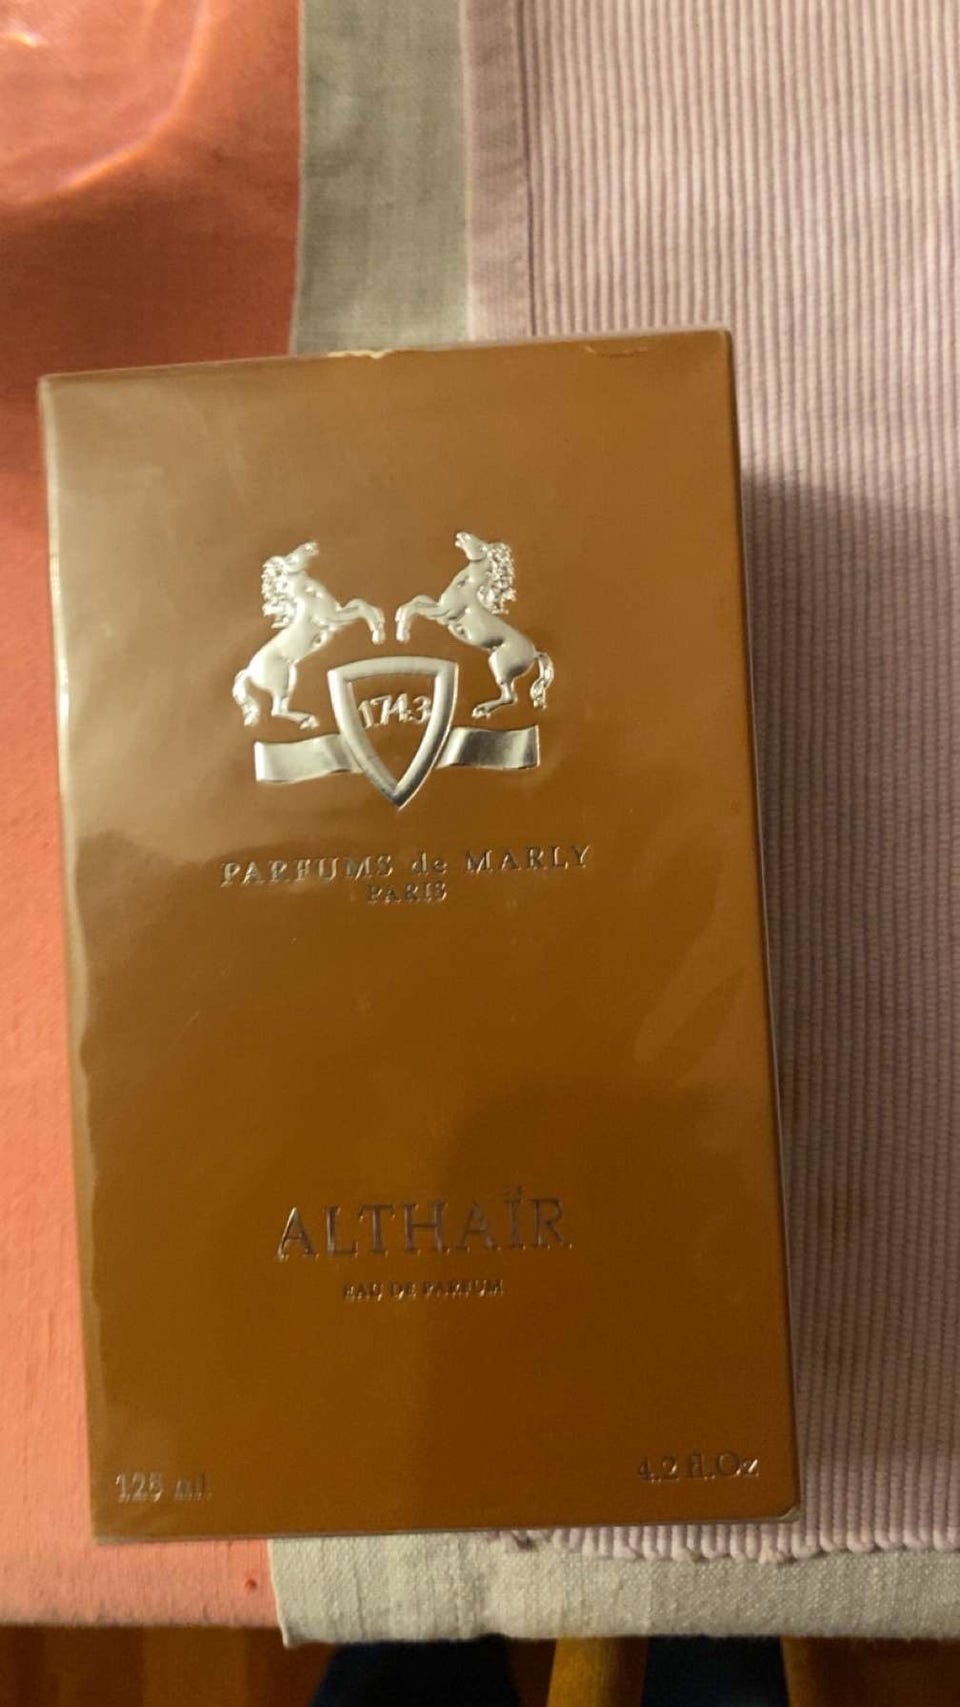 1743
PARFUMS de MARLY
PARIS
ALTHAÏR
EAU DE PARFUM
125 ml
4.2 fl.Oz